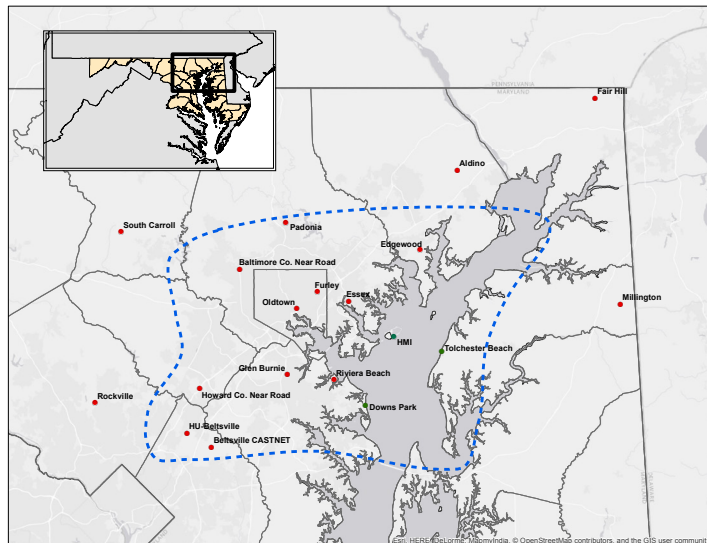 PENNSYLVANIA
MARYLAND
Fair Hill
Aldino
South Carroll
Padonia
Edgewood
Baltimore Co. Near Road
Furley
Essex
Oldtown
Millington
HMI
Tolchester Beach
Glen Burnie
Riviera Beach
Rockville
Howard Co. Near Road
Downs Park
HU-Beltsville
Beltsville CASTNET
Esri, HERE, DeLorme, MapmyIndia, © OpenStreetMap contributors, and the GIS user communit